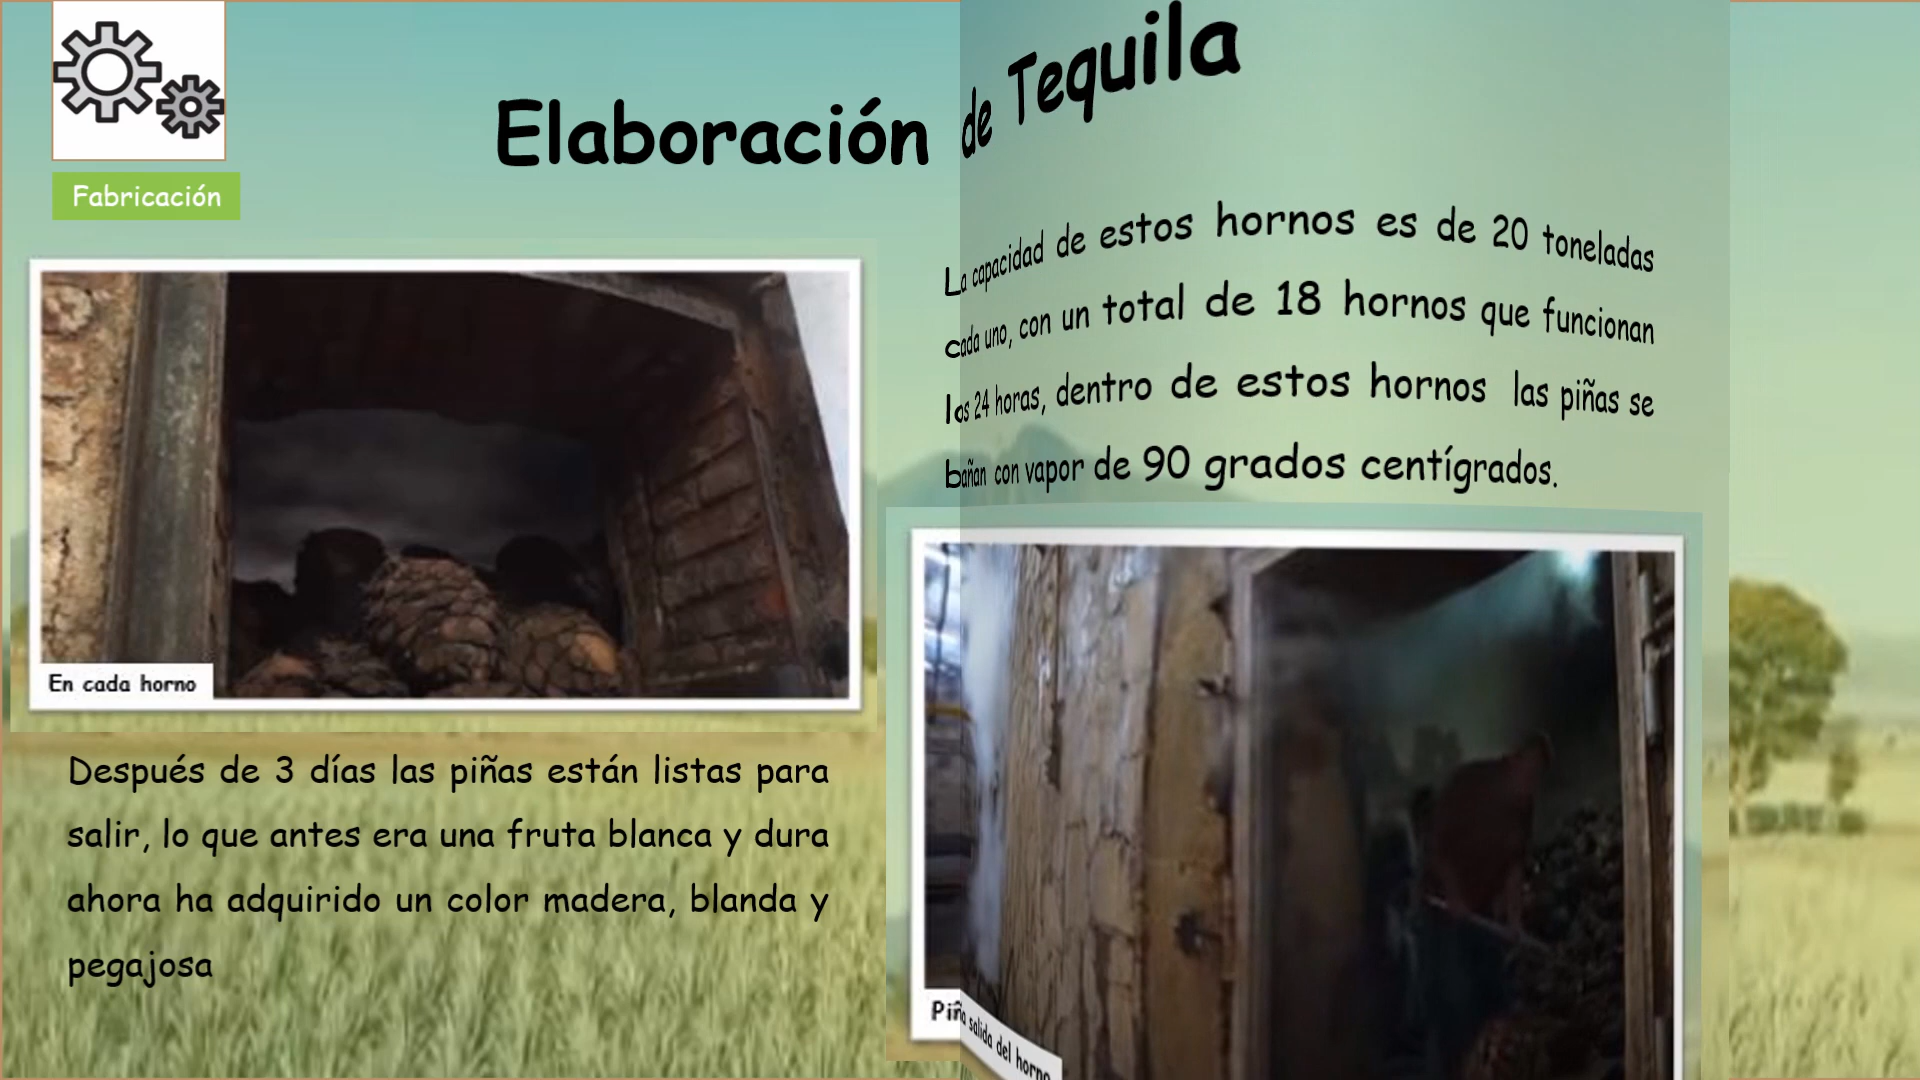 Elaboración de Tequila
Fabricación
En cada horno
Después de 3 días las piñas están listas para
salir, lo que antes era una fruta blanca y dura
ahora ha adquirido un color madera, blanda y
pegajosa
La capacidad de estos hornos es de 20 toneladas
cada uno, con un total de 18 hornos que funcionan
las 24 horas, dentro de estos hornos las piñas se
bañan con vapor de 90 grados centígrados.
Piña salida del horno